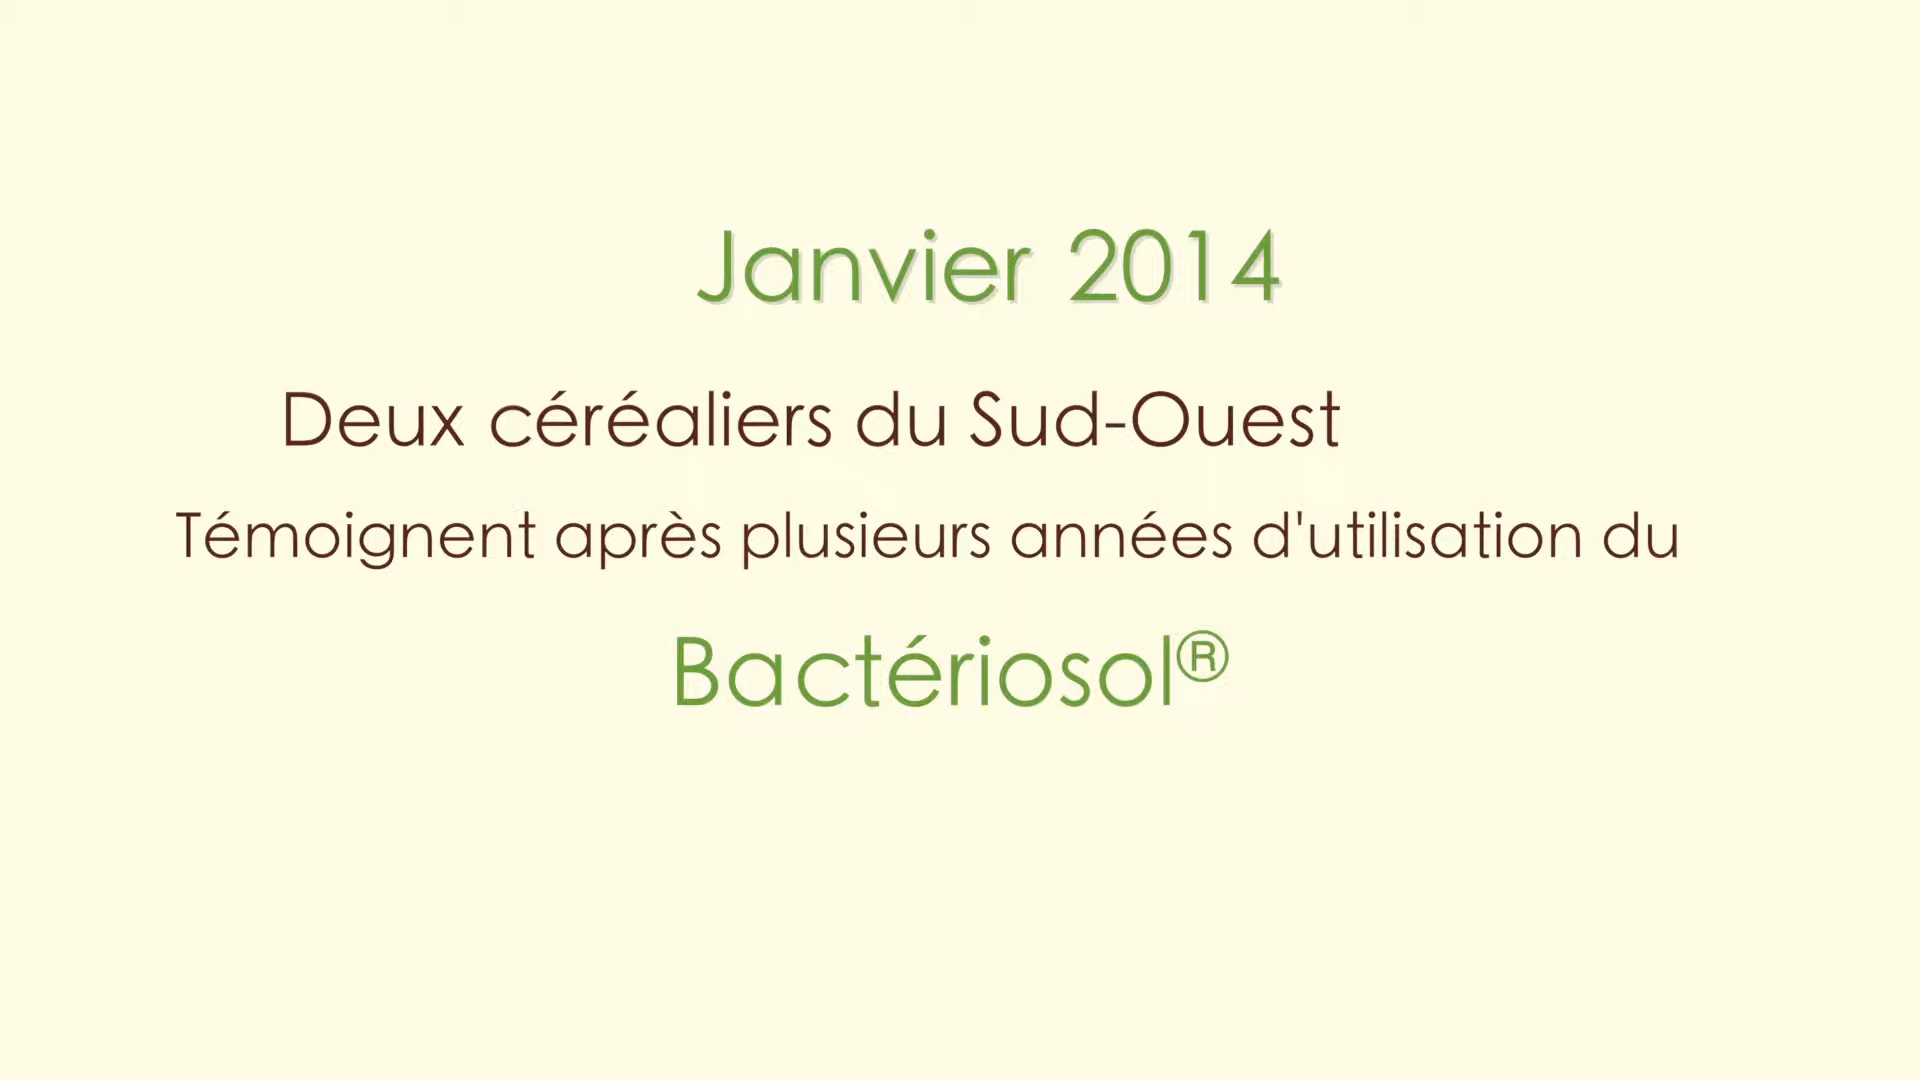 Janvier 2014
Deux céréaliers du Sud-Ouest
Témoignent après plusieurs années d'utilisation du
Bactériosol®